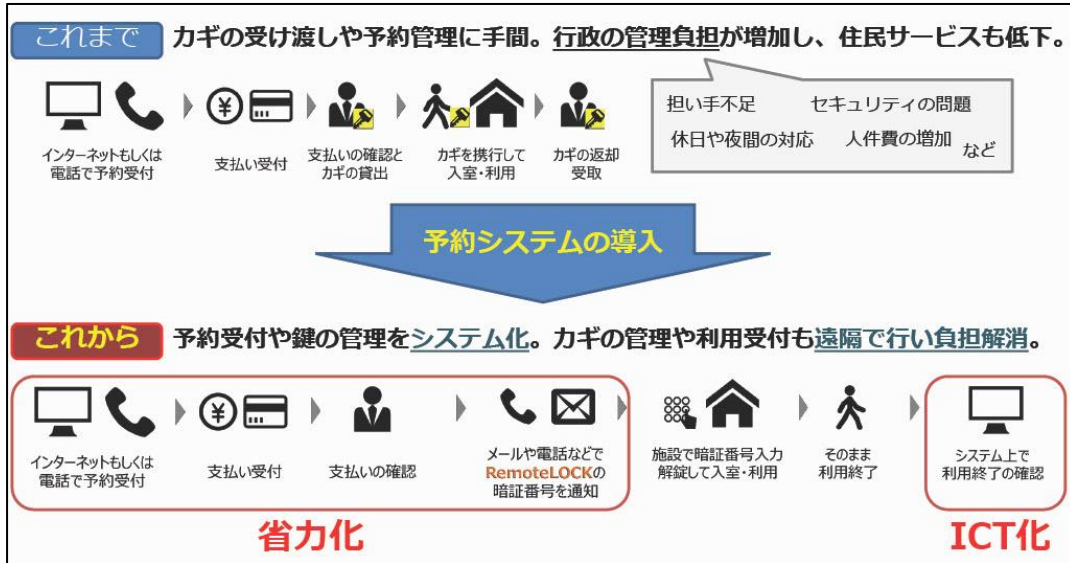 これまで
カギの受け渡しや予約管理に手間。行政の管理負担が増加し、住民サービスも低下。
インターネットもしくは
電話で予約受付
¥
支払い受付
支払いの確認と
カギの貸出
カギを携行して
入室・利用
カギの返却
受取
担い手不足　セキュリティの問題
休日や夜間の対応　人件費の増加　など
予約システムの導入
これから
予約受付や鍵の管理をシステム化。カギの管理や利用受付も遠隔で行い負担解消。
インターネットもしくは
電話で予約受付
¥
支払い受付
支払いの確認
メールや電話などで
RemoteLOCKの
暗証番号を通知
施設で暗証番号入力
解錠して入室・利用
そのまま
利用終了
システム上で
利用終了の確認
省力化
ICT化